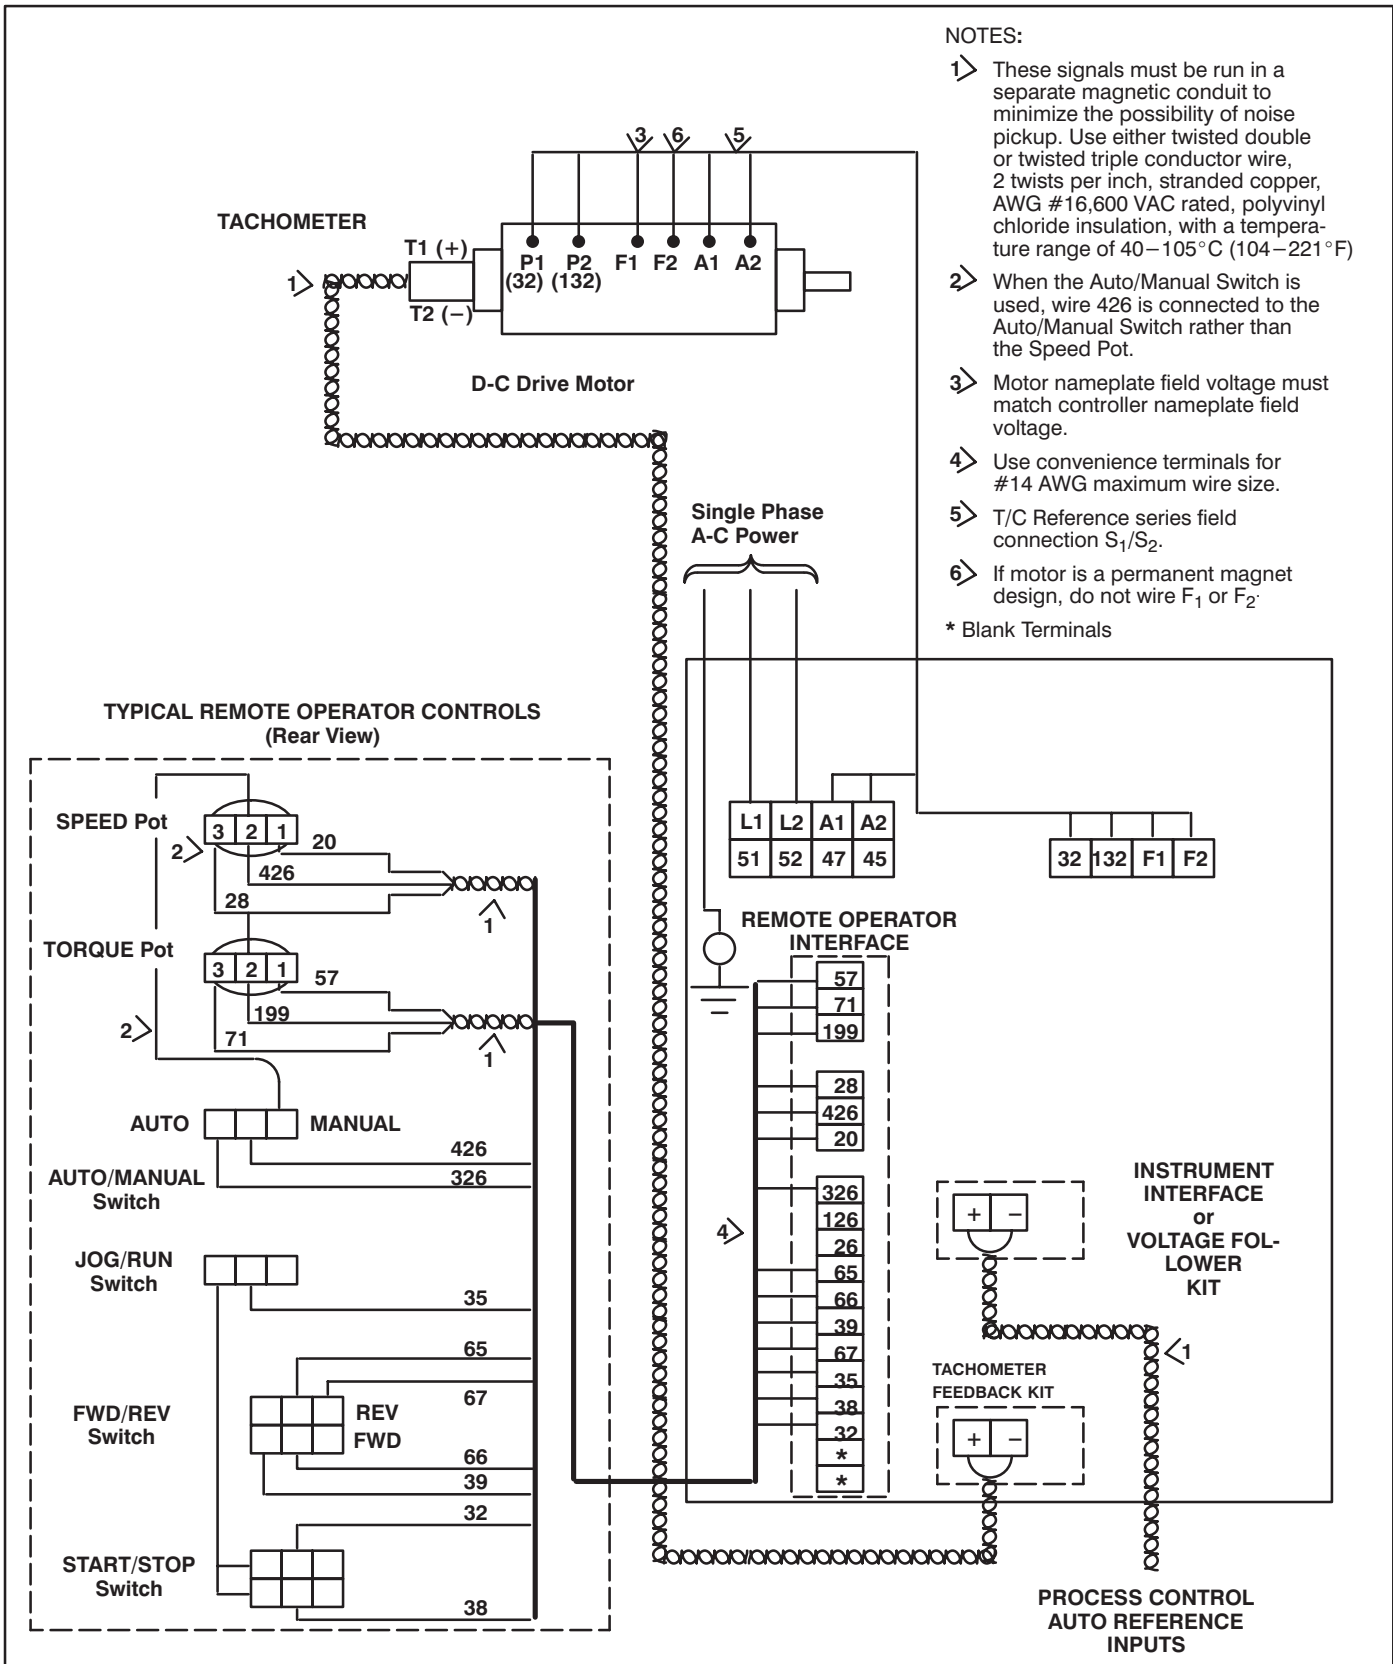 NOTES:
1 These signals must be run in a
separate magnetic conduit to
minimize the possibility of noise
pickup. Use either twisted double
or twisted triple conductor wire,
2 twists per inch, stranded copper,
AWG #16,600 VAC rated, polyvinyl
chloride insulation, with a tempera-
ture range of 40–105°C (104–221°F)
2 When the Auto/Manual Switch is
used, wire 426 is connected to the
Auto/Manual Switch rather than
the Speed Pot.
3 Motor nameplate field voltage must
match controller nameplate field
voltage.
4 Use convenience terminals for
#14 AWG maximum wire size.
5 T/C Reference series field
connection S1/S2.
6 If motor is a permanent magnet
design, do not wire F1 or F2.
* Blank Terminals
3 6 5
TACHOMETER
T1 (+)
T2 (–)
1
P1 P2 F1 F2 A1 A2
(32) (132)
D-C Drive Motor
Single Phase
A-C Power
TYPICAL REMOTE OPERATOR CONTROLS
(Rear View)
SPEED Pot
3 2 1
2
20
426
28
1
TORQUE Pot
3 2 1
57
199
71
2
1
AUTO MANUAL
426
326
AUTO/MANUAL
Switch
JOG/RUN
Switch
35
65
67
FWD/REV
Switch
REV
FWD
66
39
32
START/STOP
Switch
38
L1 L2 A1 A2
51 52 47 45
32 132 F1 F2
REMOTE OPERATOR
INTERFACE
57
71
199
28
426
20
326
126
26
65
66
39
67
35
38
32
*
*
4
+ –
INSTRUMENT
INTERFACE
or
VOLTAGE FOL-
LOWER
KIT
1
TACHOMETER
FEEDBACK KIT
+ –
PROCESS CONTROL
AUTO REFERENCE
INPUTS